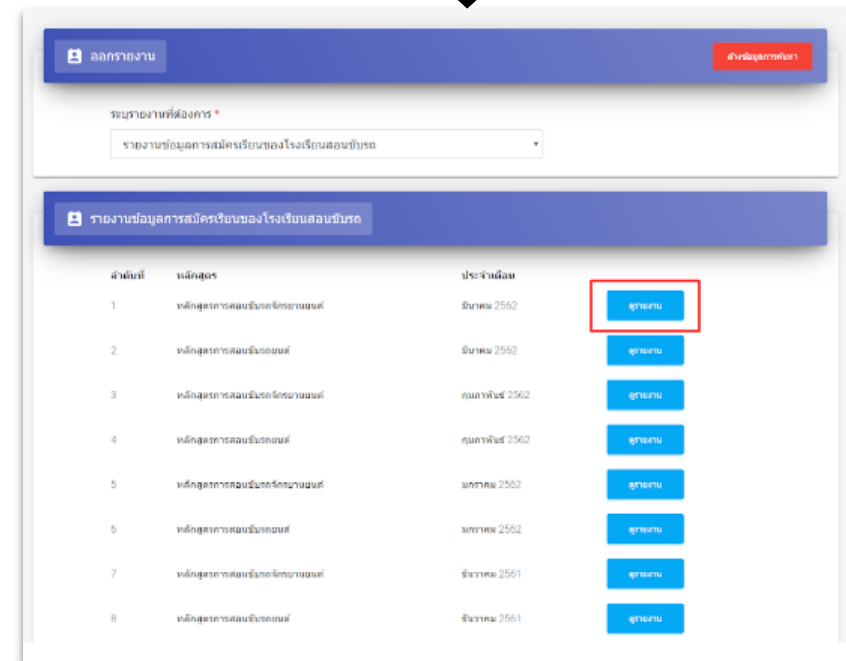 ออกรายงาน
ล้างข้อมูลการค้นหา
ระบุรายงานที่ต้องการ *
รายงานข้อมูลการสมัครเรียนของโรงเรียนสอนขับรถ
รายงานข้อมูลการสมัครเรียนของโรงเรียนสอนขับรถ
ลำดับที่ หลักสูตร ประจำเดือน
1 หลักสูตรการสอนขับรถจักรยานยนต์ มีนาคม 2562 ดูรายงาน
2 หลักสูตรการสอนขับรถยนต์ มีนาคม 2562 ดูรายงาน
3 หลักสูตรการสอนขับรถจักรยานยนต์ กุมภาพันธ์ 2562 ดูรายงาน
4 หลักสูตรการสอนขับรถยนต์ กุมภาพันธ์ 2562 ดูรายงาน
5 หลักสูตรการสอนขับรถจักรยานยนต์ มกราคม 2562 ดูรายงาน
6 หลักสูตรการสอนขับรถยนต์ มกราคม 2562 ดูรายงาน
7 หลักสูตรการสอนขับรถจักรยานยนต์ ธันวาคม 2561 ดูรายงาน
8 หลักสูตรการสอนขับรถยนต์ ธันวาคม 2561 ดูรายงาน